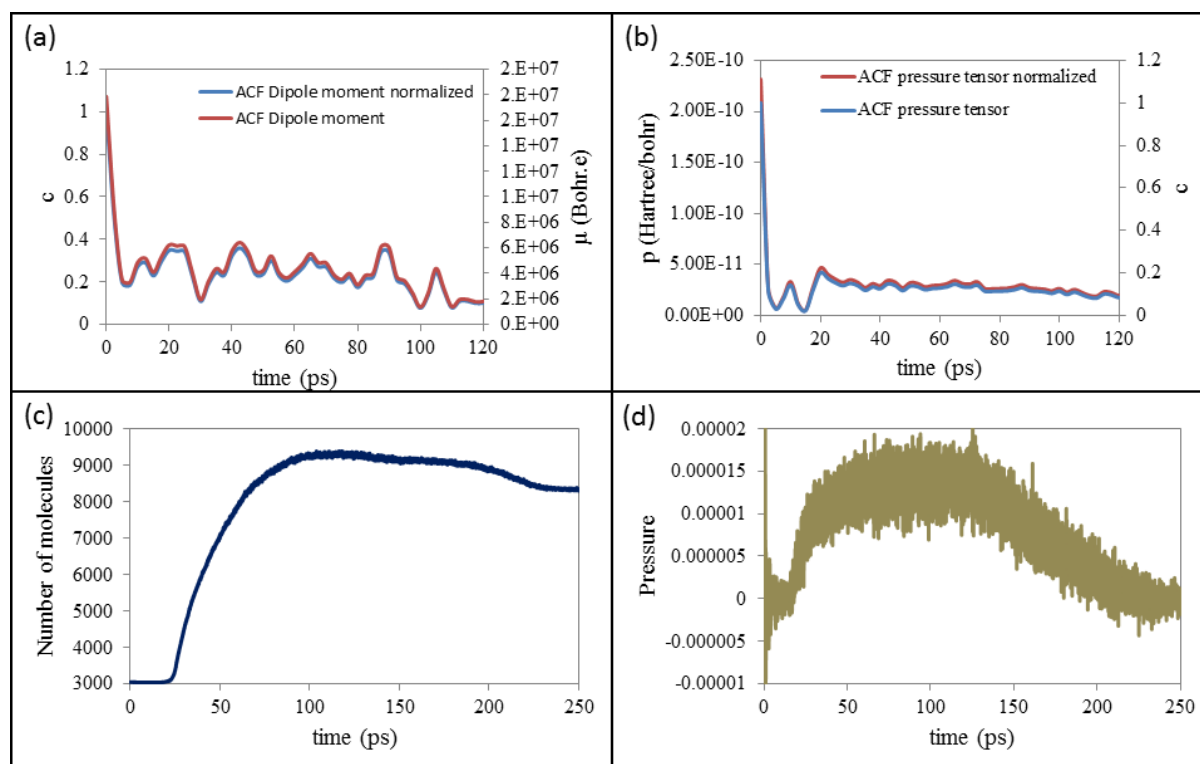 (a)
1.2
1
0.8
0.6
0.4
0.2
0
c
ACF Dipole moment normalized
ACF Dipole moment
2.E+07
2.E+07
2.E+07
1.E+07
1.E+07
1.E+07
8.E+06
6.E+06
4.E+06
2.E+06
0.E+00
μ (Bohr.e)
0 20 40 60 80 100 120
time (ps)
(b)
2.50E-10
2.00E-10
1.50E-10
1.00E-10
5.00E-11
0.00E+00
p (Hartree/bohr)
ACF pressure tensor normalized
ACF pressure tensor
1.2
1
0.8
0.6
0.4
0.2
0
c
0 20 40 60 80 100 120
time (ps)
(c)
10000
9000
8000
7000
6000
5000
4000
3000
Number of molecules
0 50 100 150 200 250
time (ps)
(d)
0.00002
0.000015
0.00001
0.000005
0
-0.000005
-0.00001
Pressure
0 50 100 150 200 250
time (ps)